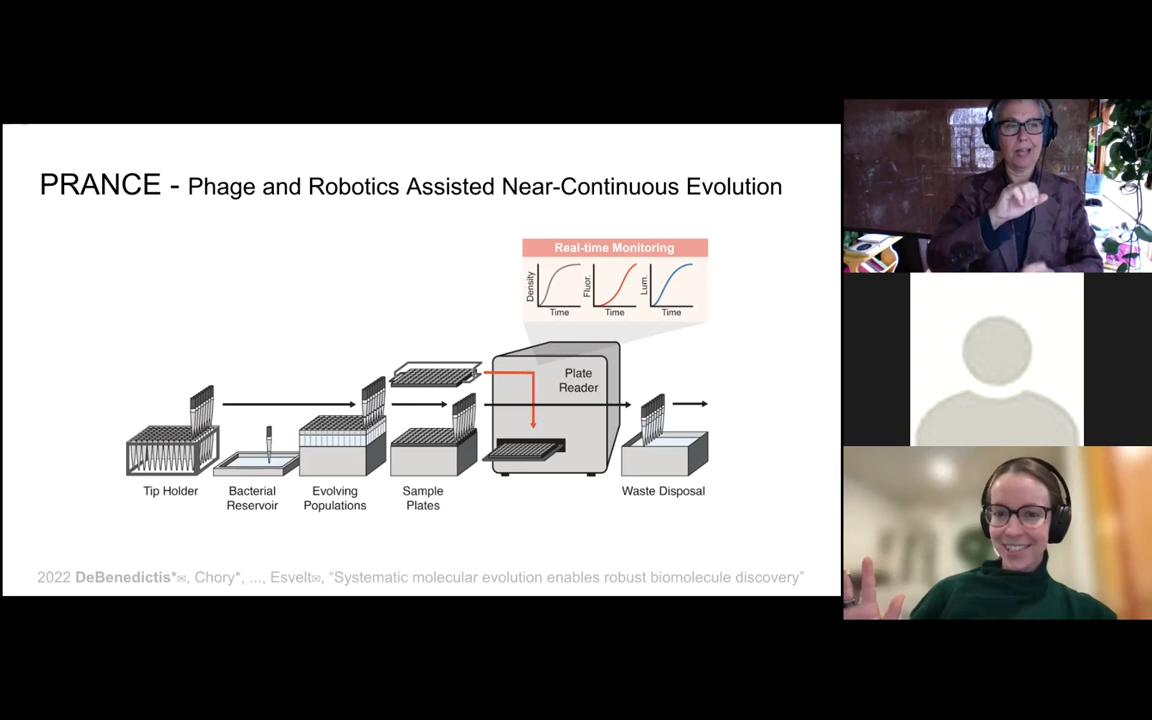 PRANCE - Phage and Robotics Assisted Near-Continuous Evolution
Real-time Monitoring
Density
Time
Fluor.
Time
Lum.
Time
Plate
Reader
Tip Holder
Bacterial
Reservoir
Evolving
Populations
Sample
Plates
Waste Disposal
2022 DeBenedictis*✉, Chory*, ..., Esvelt✉, “Systematic molecular evolution enables robust biomolecule discovery”